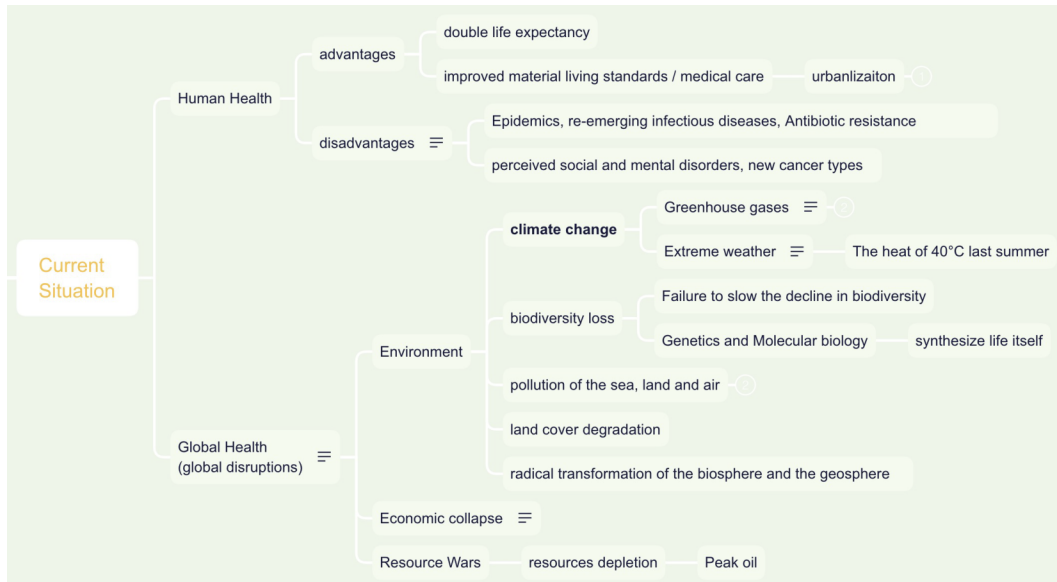 double life expectancy
advantages
improved material living standards / medical care
urbanlizaiton
Human Health
Epidemics, re-emerging infectious diseases, Antibiotic resistance
disadvantages
perceived social and mental disorders, new cancer types
Greenhouse gases
climate change
Extreme weather
The heat of 40°C last summer
Current
Situation
Failure to slow the decline in biodiversity
biodiversity loss
Genetics and Molecular biology
synthesize life itself
Environment
pollution of the sea, land and air
land cover degradation
Global Health
(global disruptions)
radical transformation of the biosphere and the geosphere
Economic collapse
Resource Wars
resources depletion
Peak oil